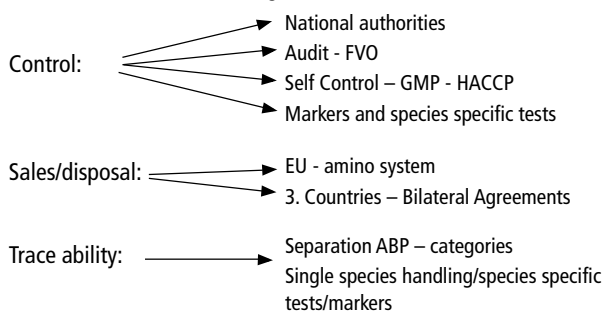 National authorities
Control:
Audit - FVO
Self Control – GMP - HACCP
Markers and species specific tests
Sales/disposal:
EU - amino system
3. Countries – Bilateral Agreements
Trace ability:
Separation ABP – categories
Single species handling/species specific
tests/markers